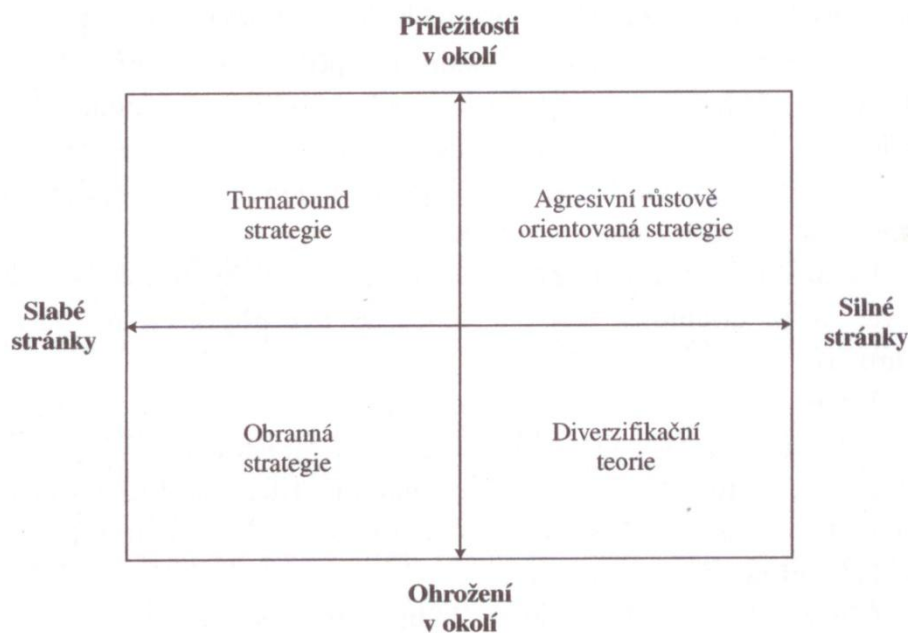 Příležitosti
v okolí
Turnaround
strategie
Agresivní růstově
orientovaná strategie
Slabé
stránky
Silné
stránky
Obranná
strategie
Diverzifikační
teorie
Ohrožení
v okolí